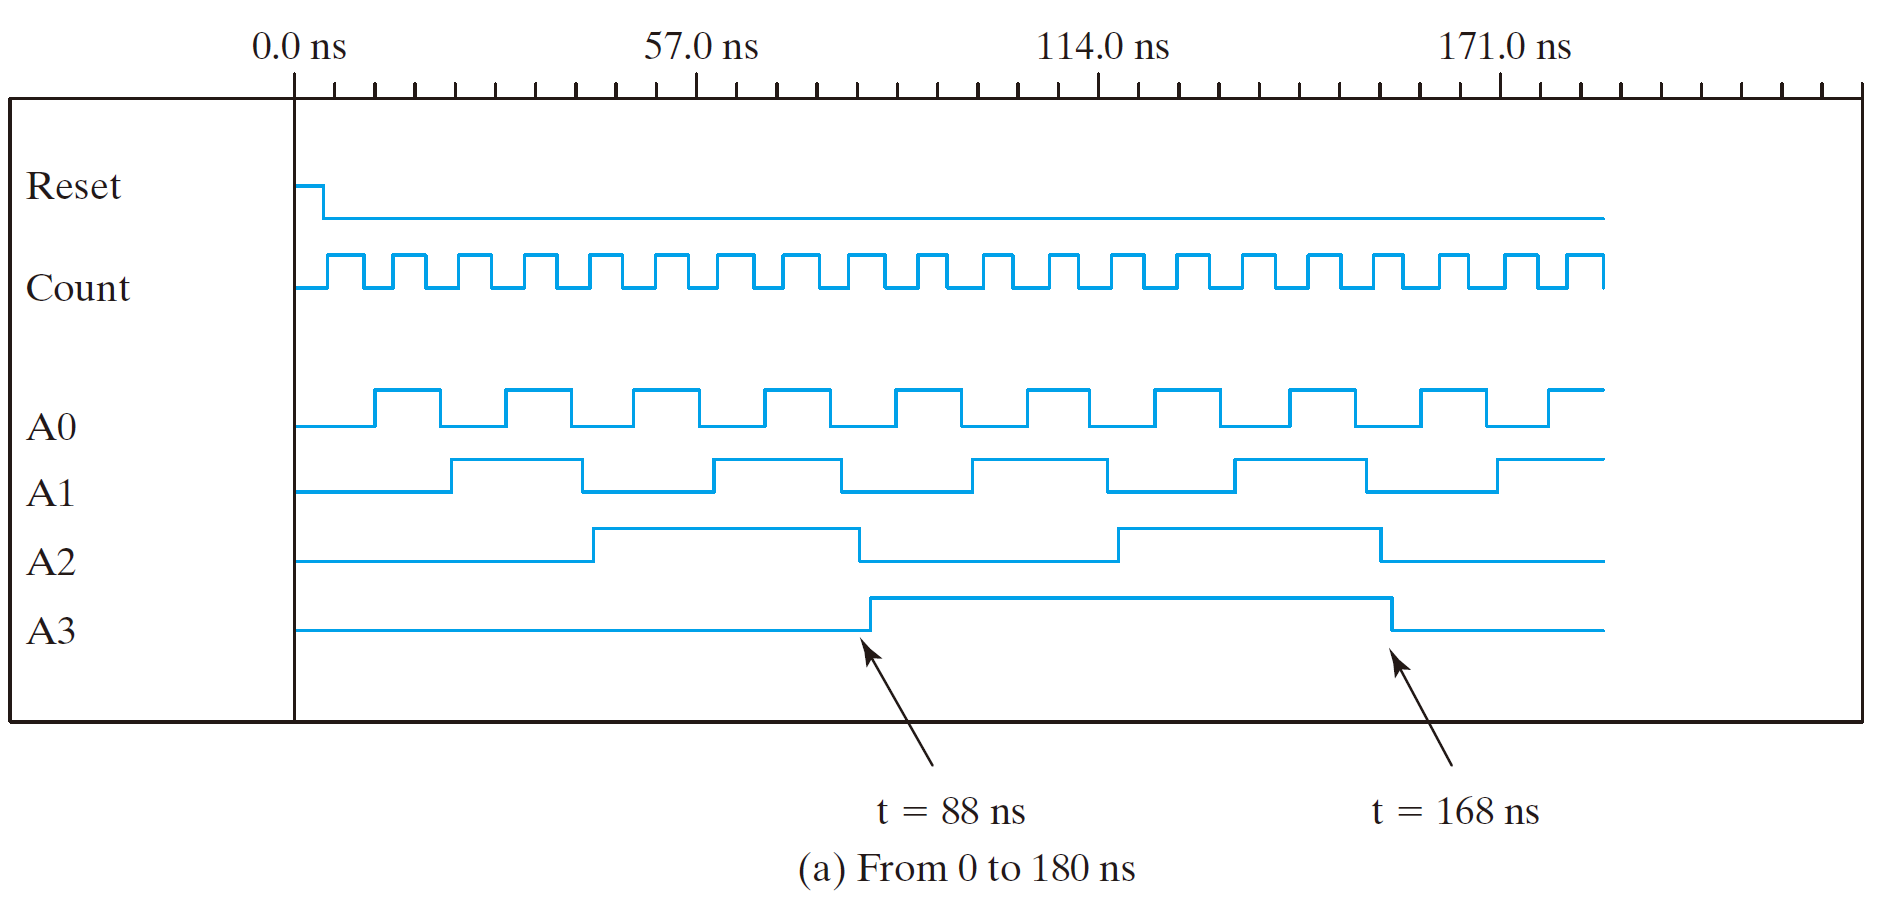 0.0 ns 57.0 ns 114.0 ns 171.0 ns
Reset
Count
A0
A1
A2
A3
t = 88 ns t = 168 ns
(a) From 0 to 180 ns